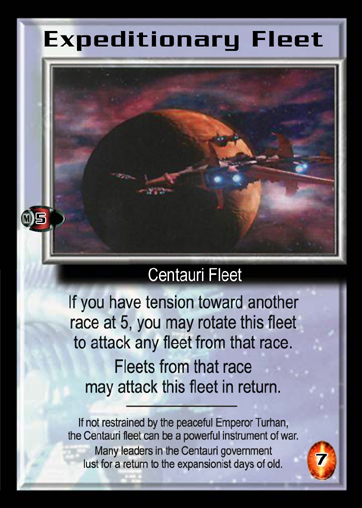 Expeditionary Fleet
M 5
Centauri Fleet
If you have tension toward another
race at 5, you may rotate this fleet
to attack any fleet from that race.
Fleets from that race
may attack this fleet in return.
If not restrained by the peaceful Emperor Turhan,
the Centauri fleet can be a powerful instrument of war.
Many leaders in the Centauri government
lust for a return to the expansionist days of old.
7